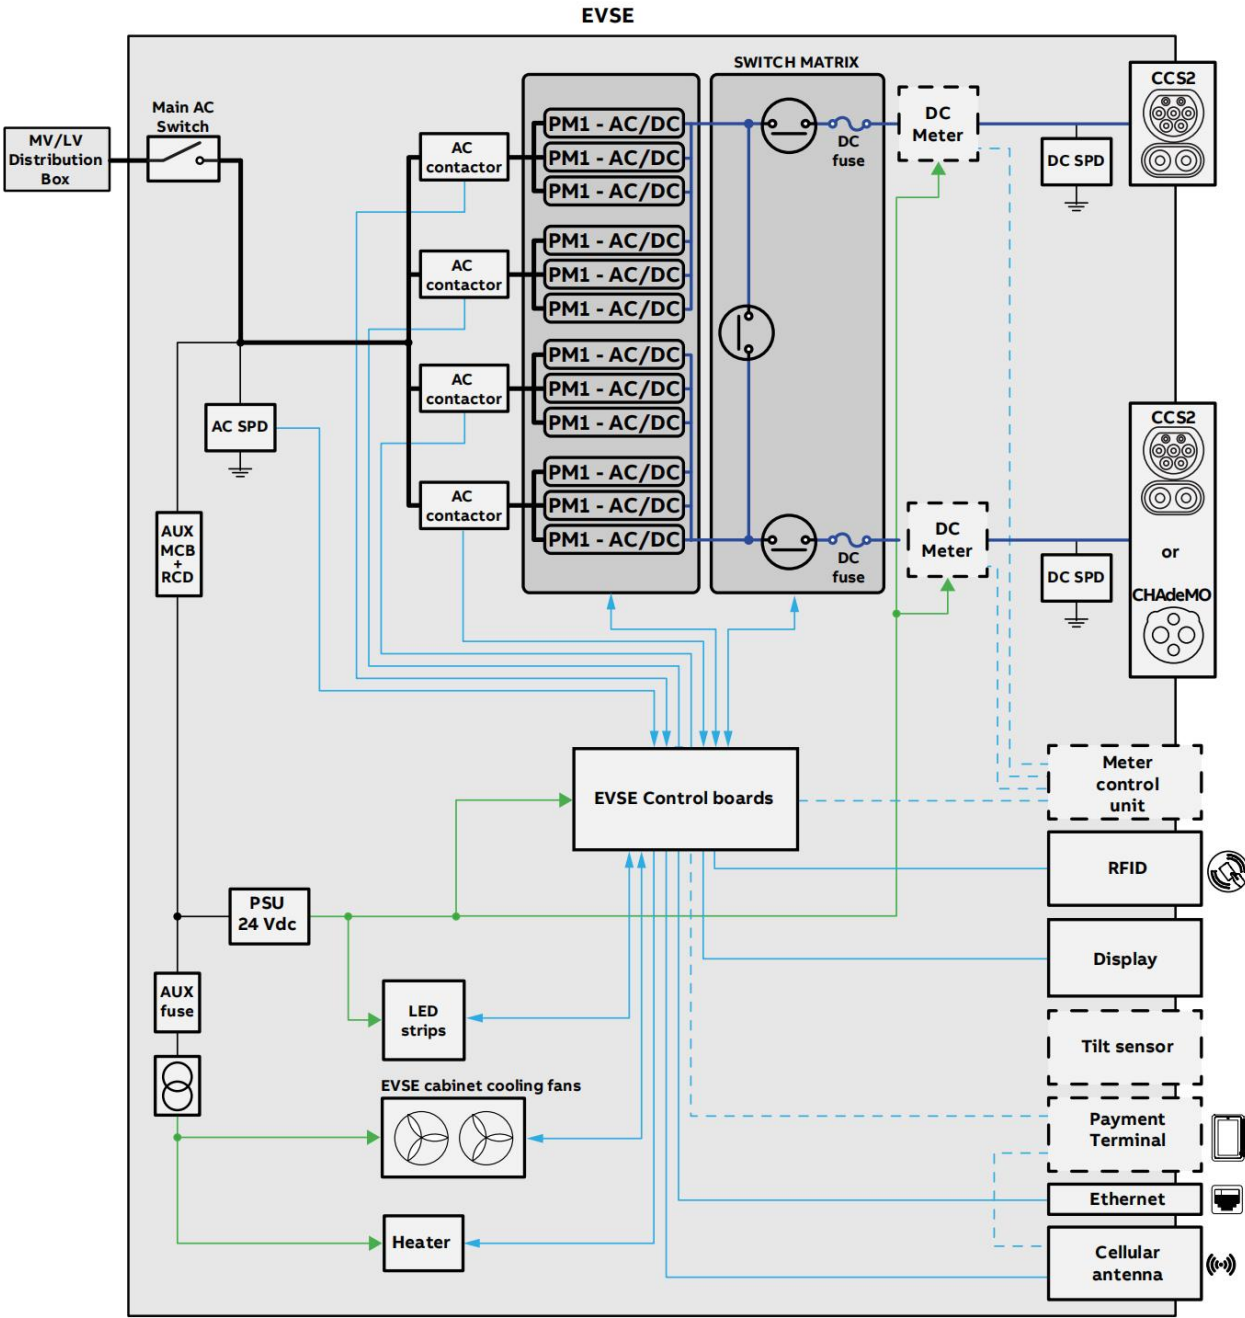 EVSE
SWITCH MATRIX
Main AC
Switch
MV/LV
Distribution
Box
AC
contactor
PM1 - AC/DC
PM1 - AC/DC
PM1 - AC/DC
DC
fuse
DC
Meter
DC SPD
CCS2
AC
contactor
PM1 - AC/DC
PM1 - AC/DC
PM1 - AC/DC
AC
contactor
PM1 - AC/DC
PM1 - AC/DC
PM1 - AC/DC
AC SPD
AC
contactor
PM1 - AC/DC
PM1 - AC/DC
PM1 - AC/DC
DC
fuse
DC
Meter
DC SPD
CCS2
or
CHAdeMO
AUX
MCB
+
RCD
EVSE Control boards
Meter
control
unit
RFID
PSU
24 Vdc
Display
AUX
fuse
LED
strips
Tilt sensor
EVSE cabinet cooling fans
Payment
Terminal
Ethernet
Heater
Cellular
antenna